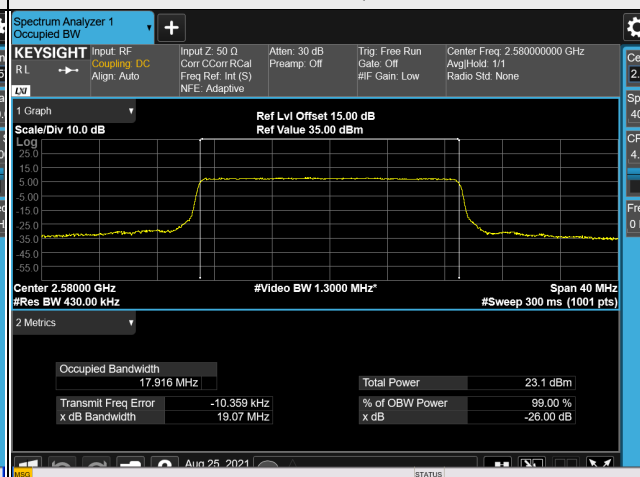 Spectrum Analyzer 1
Occupied BW
+
KEYSIGHT Input: RF Input Z: 50 Ω Atten: 30 dB Trig: Free Run Center Freq: 2.580000000 GHz
R L Coupling: DC Corr CCorr RCal Preamp: Off Gate: Off Avg|Hold: 1/1
Align: Auto Freq Ref: Int (S) #IF Gain: Low Radio Std: None
LXI NFE: Adaptive
1 Graph
Ref Lvl Offset 15.00 dB
Scale/Div 10.0 dB Ref Value 35.00 dBm
Log
25.0
15.0
5.00
-5.00
-15.0
-25.0
-35.0
-45.0
-55.0
Center 2.58000 GHz #Video BW 1.3000 MHz* Span 40 MHz
#Res BW 430.00 kHz #Sweep 300 ms (1001 pts)
2 Metrics
Occupied Bandwidth
17.916 MHz Total Power 23.1 dBm
Transmit Freq Error -10.359 kHz % of OBW Power 99.00 %
x dB Bandwidth 19.07 MHz x dB -26.00 dB
Aug 25, 2021
MSG STATUS